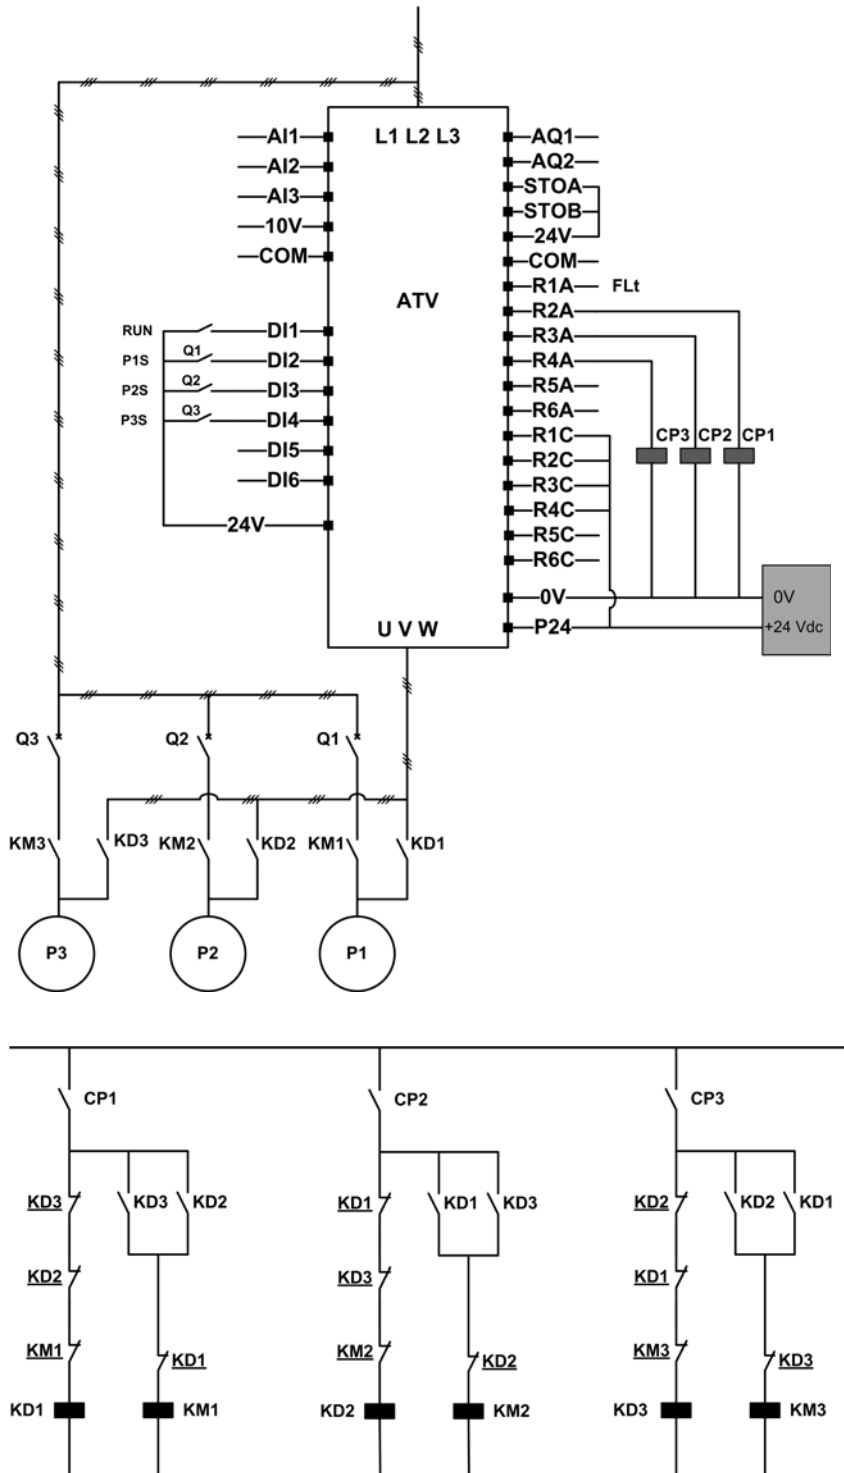 L1 L2 L3
AI1
AI2
AI3
10V
COM
ATV
AQ1
AQ2
STOA
STOB
24V
COM
R1A FLt
R2A
R3A
R4A
R5A
R6A
R1C
R2C
R3C
R4C
R5C
R6C
0V
P24
RUN DI1
P1S Q1 DI2
P2S Q2 DI3
P3S Q3 DI4
DI5
DI6
24V
CP3 CP2 CP1
0V
+24 Vdc
U V W
Q3 Q2 Q1
KM3 KD3 KM2 KD2 KM1 KD1
P3 P2 P1
CP1 CP2 CP3
KD3 KD3 KD2 KD1 KD1 KD3 KD2 KD2 KD1
KD2 KD3 KD1
KM1 KD1 KM2 KD2 KM3 KD3
KD1 KM1 KD2 KM2 KD3 KM3